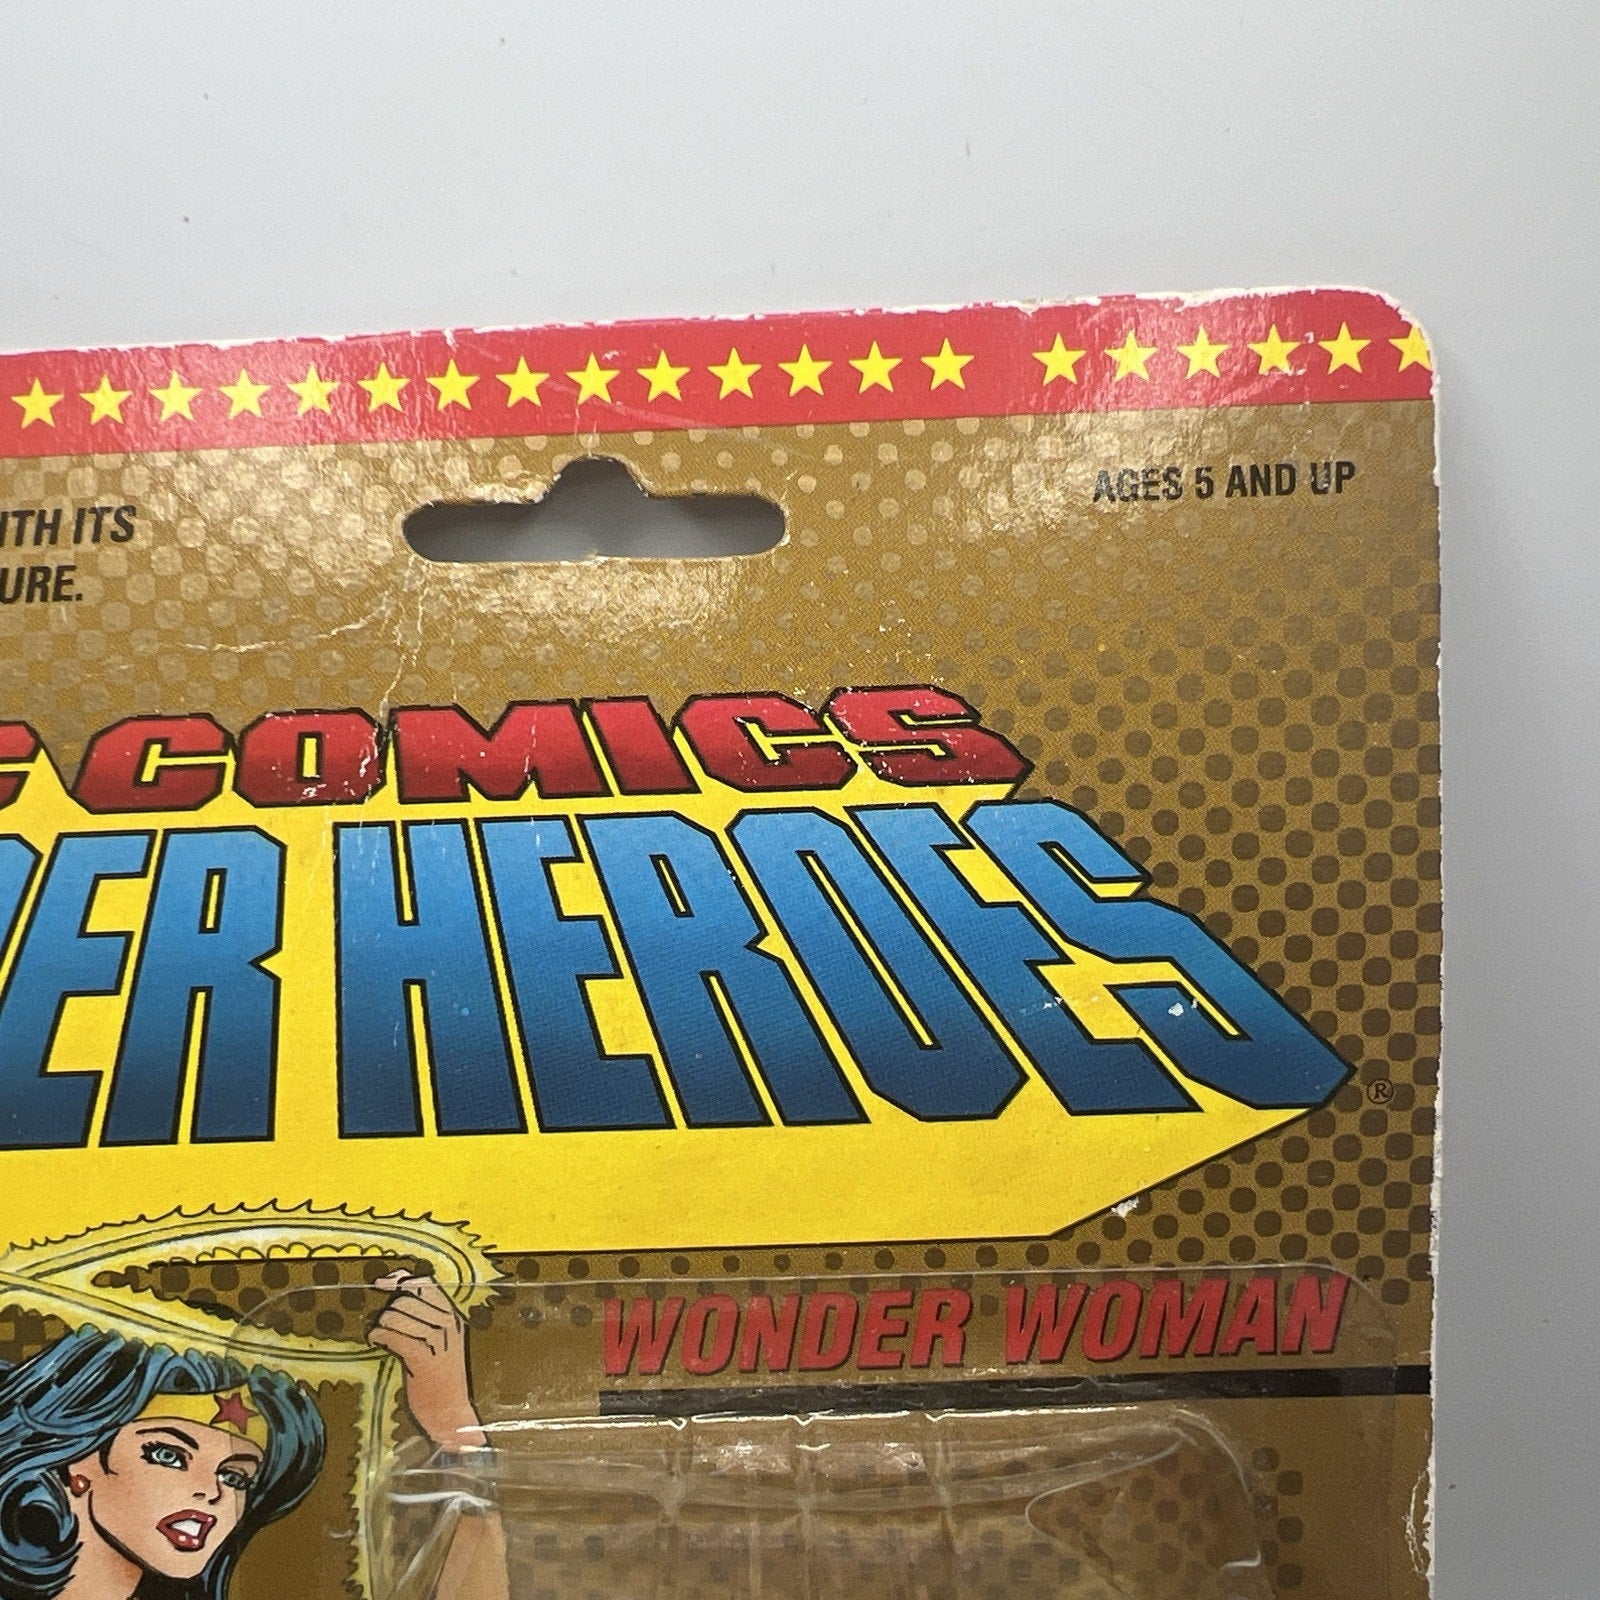 AGES 5 AND UP
ITH ITS
URE.
COMICS
ER HEROES
®
WONDER WOMAN